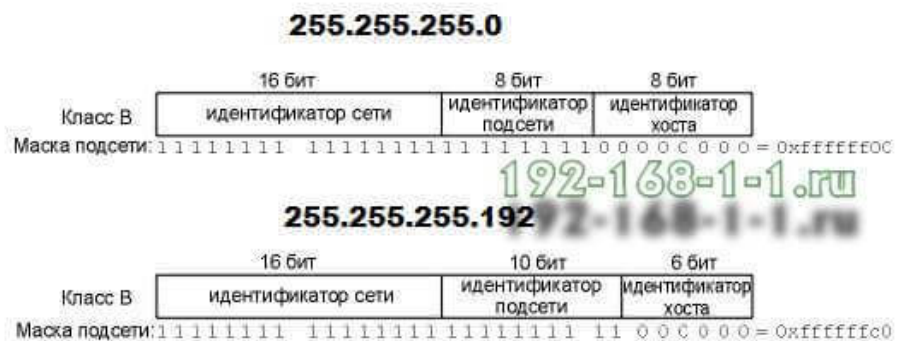 255.255.255.0
16 бит 8 бит 8 бит
Класс B идентификатор сети идентификатор подсети идентификатор хоста
Маска подсети: 1 1 1 1 1 1 1 1 1 1 1 1 1 1 1 1 1 1 1 1 1 1 1 1 0 0 0 0 0 0 0 0 = 0xffffff00
192-168-1-1.ru
255.255.255.192
192-168-1-1.ru
16 бит 10 бит 6 бит
Класс B идентификатор сети идентификатор подсети идентификатор хоста
Маска подсети: 1 1 1 1 1 1 1 1 1 1 1 1 1 1 1 1 1 1 1 1 1 1 1 1 1 1 0 0 0 0 0 0 = 0xffffffc0